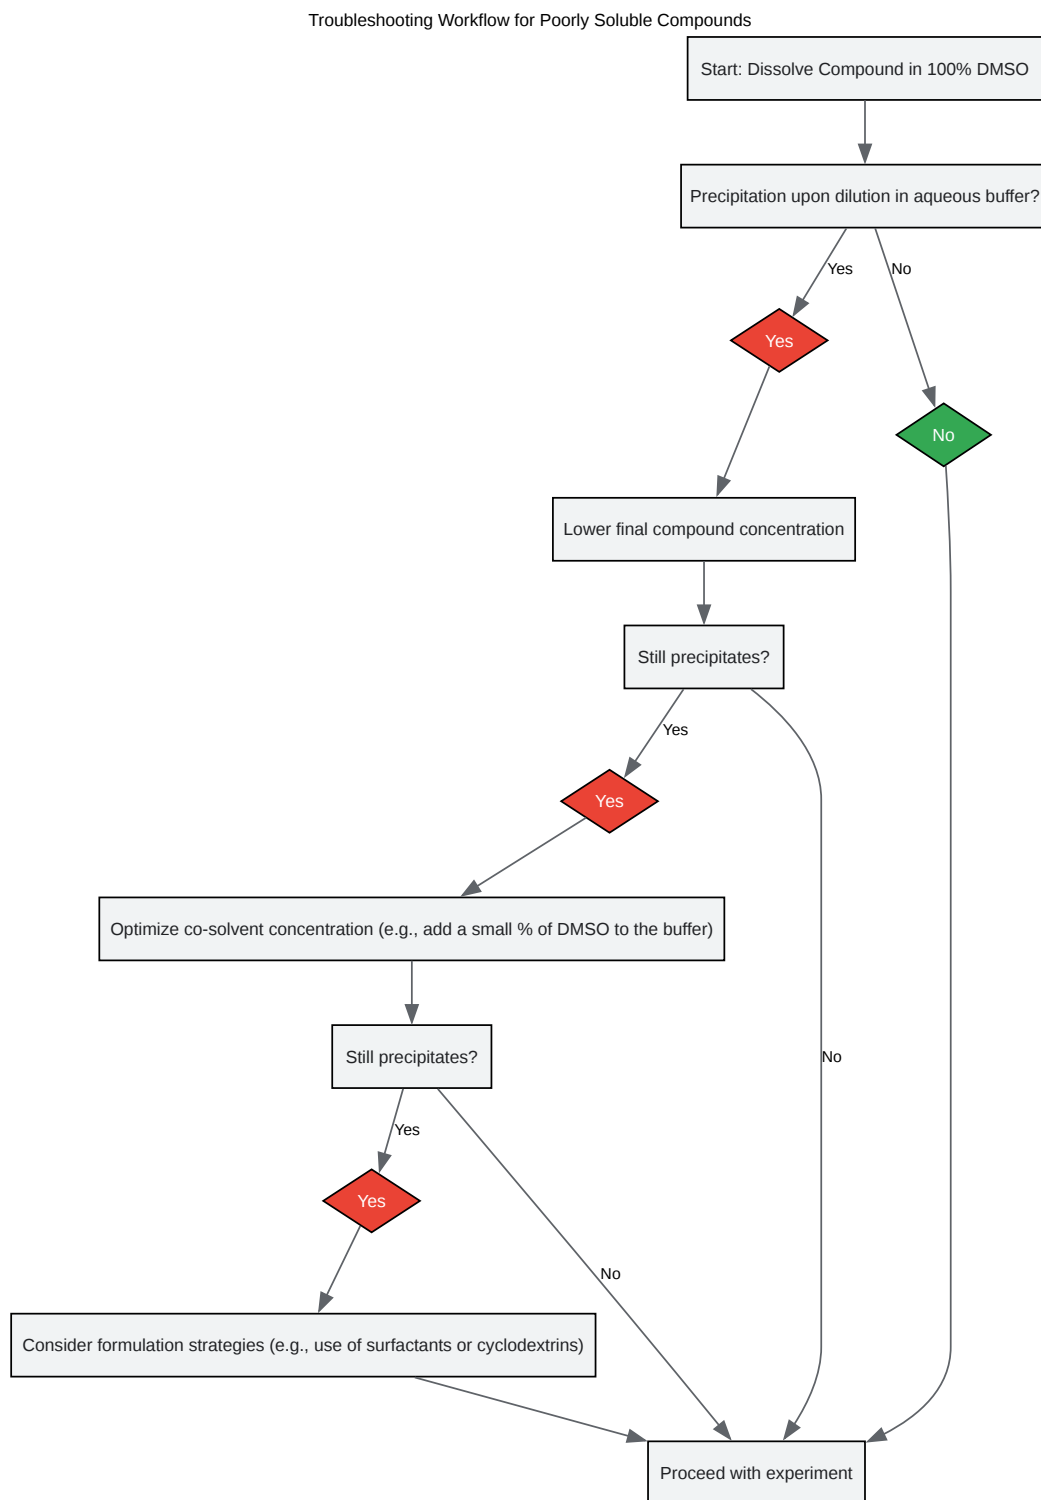 Troubleshooting Workflow for Poorly Soluble Compounds
Start: Dissolve Compound in 100% DMSO
Precipitation upon dilution in aqueous buffer?
Yes
No
Yes
No
Lower final compound concentration
Still precipitates?
Yes
Yes
Optimize co-solvent concentration (e.g., add a small % of DMSO to the buffer)
Still precipitates?
No
Yes
Yes
No
Consider formulation strategies (e.g., use of surfactants or cyclodextrins)
Proceed with experiment